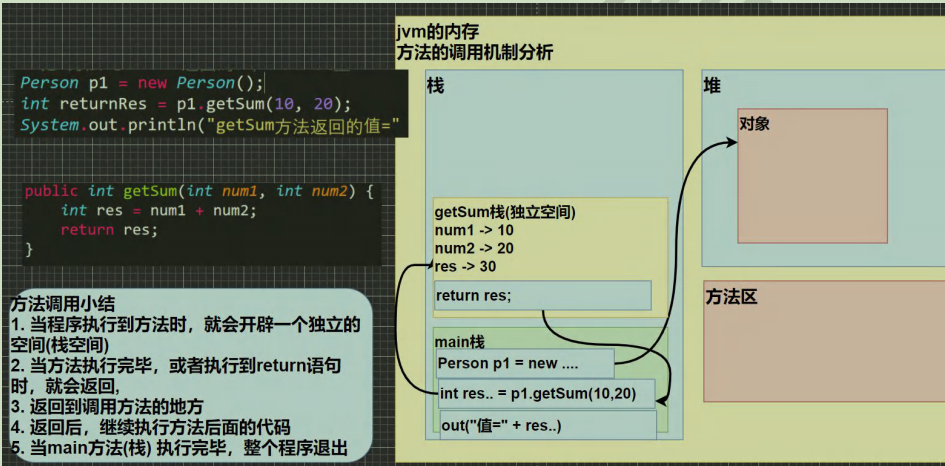 Person p1 = new Person();
int returnRes = p1.getSum(10, 20);
System.out.println("getSum方法返回的值="
public int getSum(int num1, int num2) {
int res = num1 + num2;
return res;
}
方法调用小结
1. 当程序执行到方法时，就会开辟一个独立的
空间(栈空间)
2. 当方法执行完毕，或者执行到return语句
时，就会返回,
3. 返回到调用方法的地方
4. 返回后，继续执行方法后面的代码
5. 当main方法(栈) 执行完毕，整个程序退出
jvm的内存
方法的调用机制分析
栈
getSum栈(独立空间)
num1 -> 10
num2 -> 20
res -> 30
return res;
main栈
Person p1 = new ....
int res.. = p1.getSum(10,20)
out("值=" + res..)
堆
对象
方法区